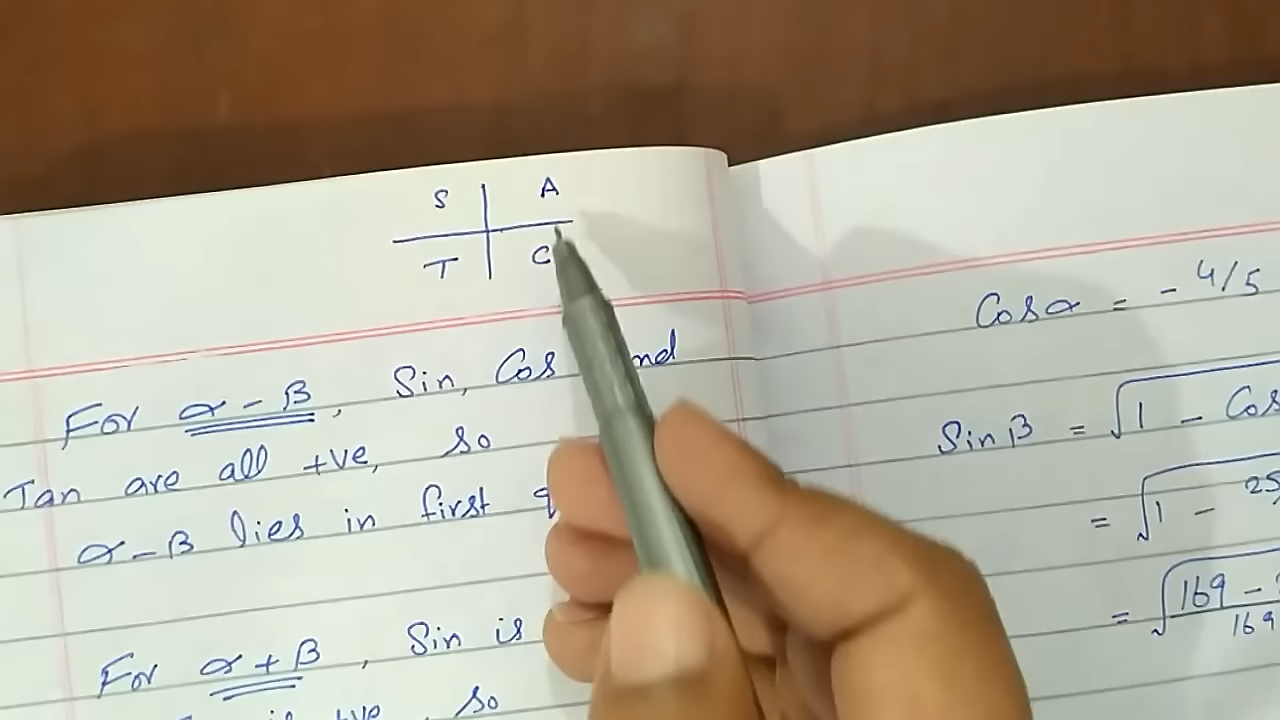 S A
T C
For α - β, Sin, Cos
Tan are all +ve, so
α - β lies in first
For α + β, Sin is
so
Cos α = - 4/5
Sin β = √1 - Cos
= √1 - 25
= √169 -
169